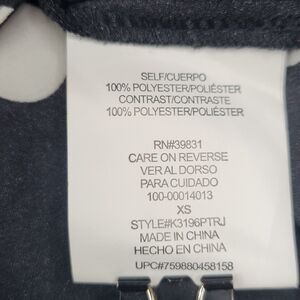 SELF/CUERPO
100% POLYESTER/POLIÉSTER
CONTRAST/CONTRASTE
100% POLYESTER/POLIÉSTER
RN#39831
CARE ON REVERSE
VER AL DORSO
PARA CUIDADO
100-00014013
XS
STYLE#K3196PTRJ
MADE IN CHINA
HECHO EN CHINA
UPC#759880458158